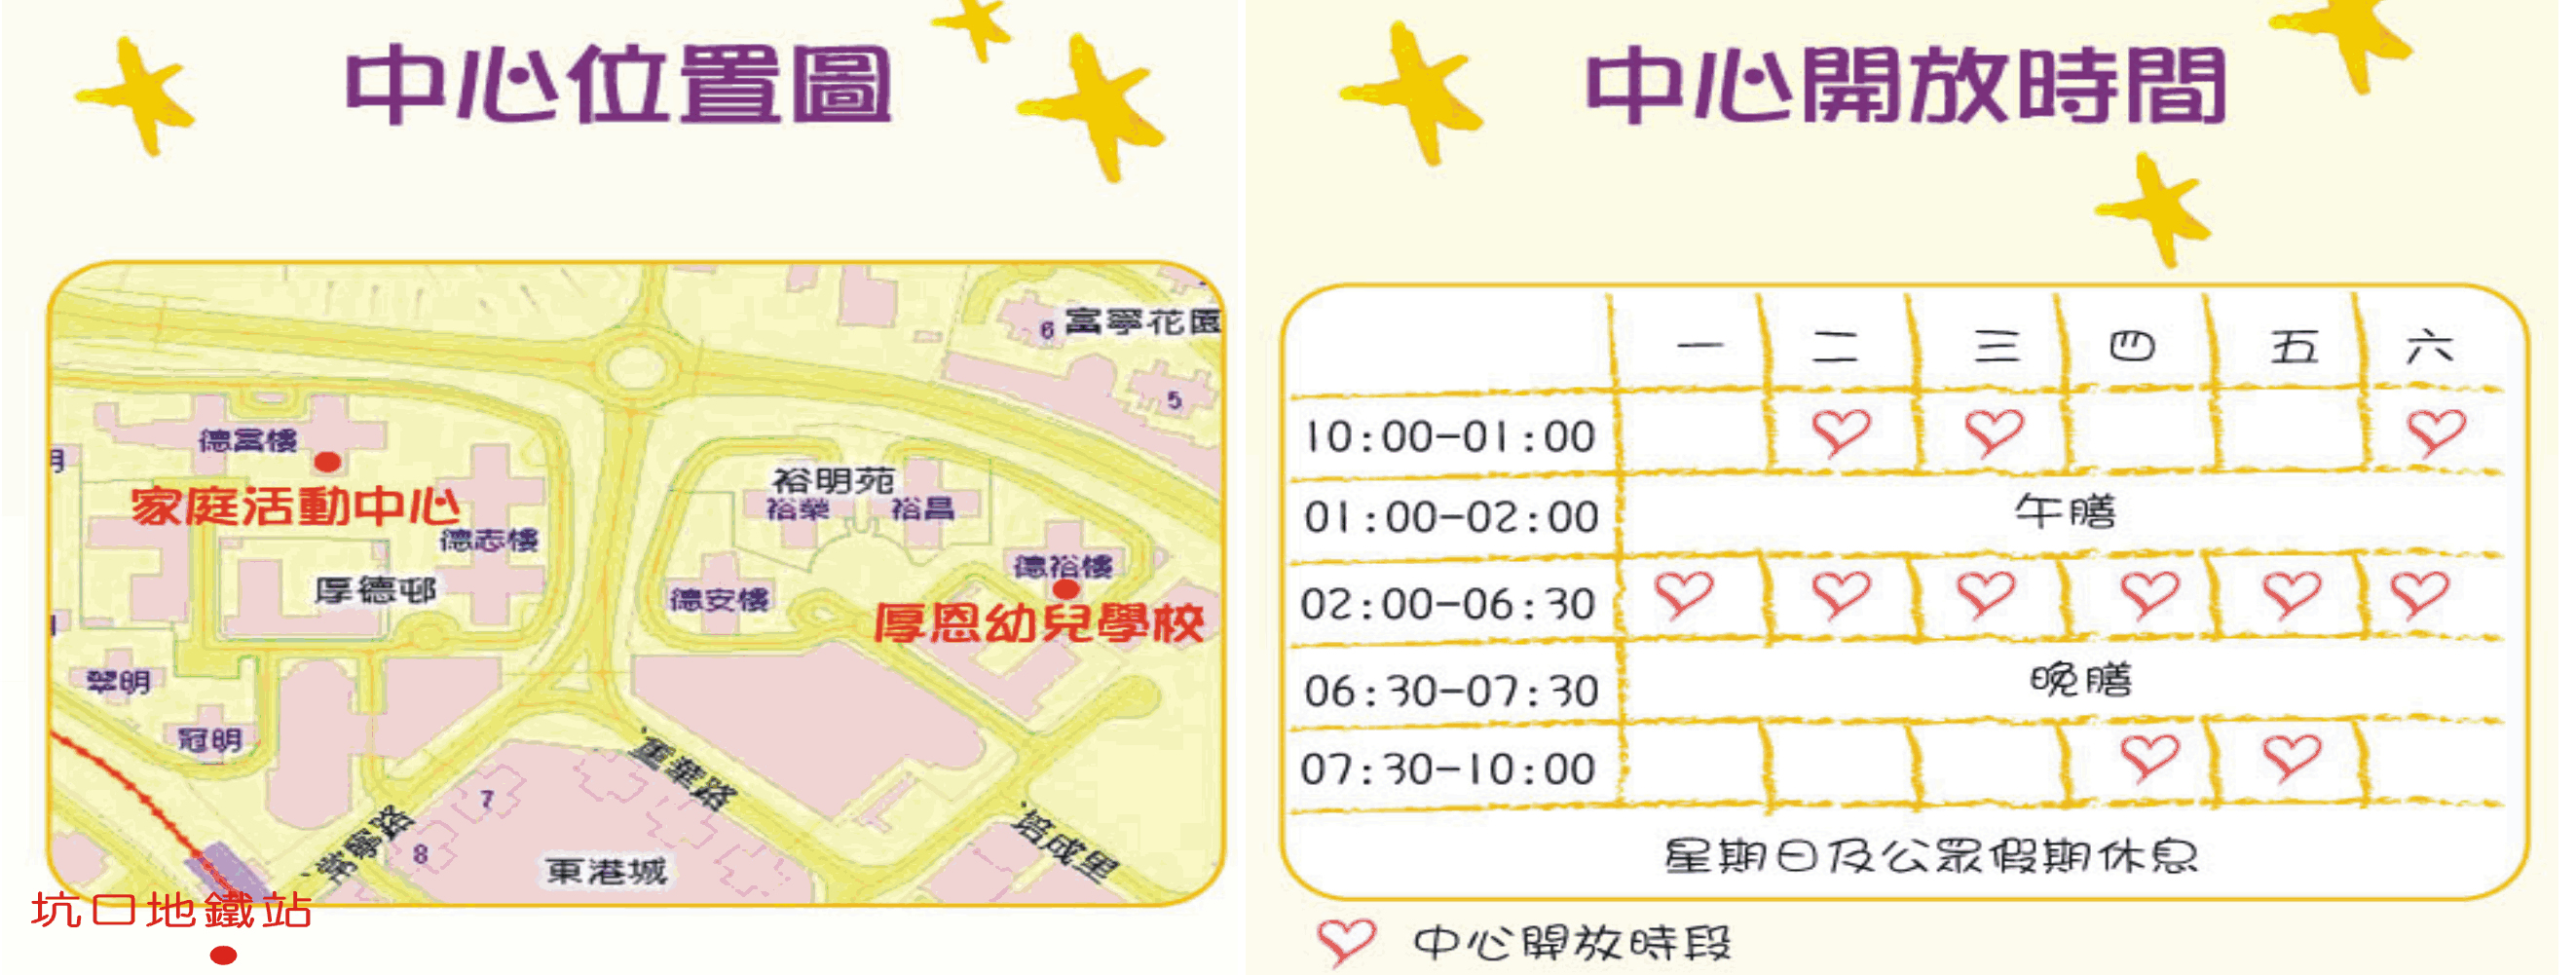 中心位置圖
富寧花園
6
5
德富樓
家庭活動中心
德志樓
厚德邨
裕明苑
裕榮
裕昌
德裕樓
德安樓
厚恩幼兒學校
翠明
冠明
重華路
培成里
7
8
東港城
坑口地鐵站
中心開放時間
一 二 三 四 五 六
10:00-01:00
01:00-02:00 午膳
02:00-06:30
06:30-07:30 晚膳
07:30-10:00
星期日及公眾假期休息
中心開放時段